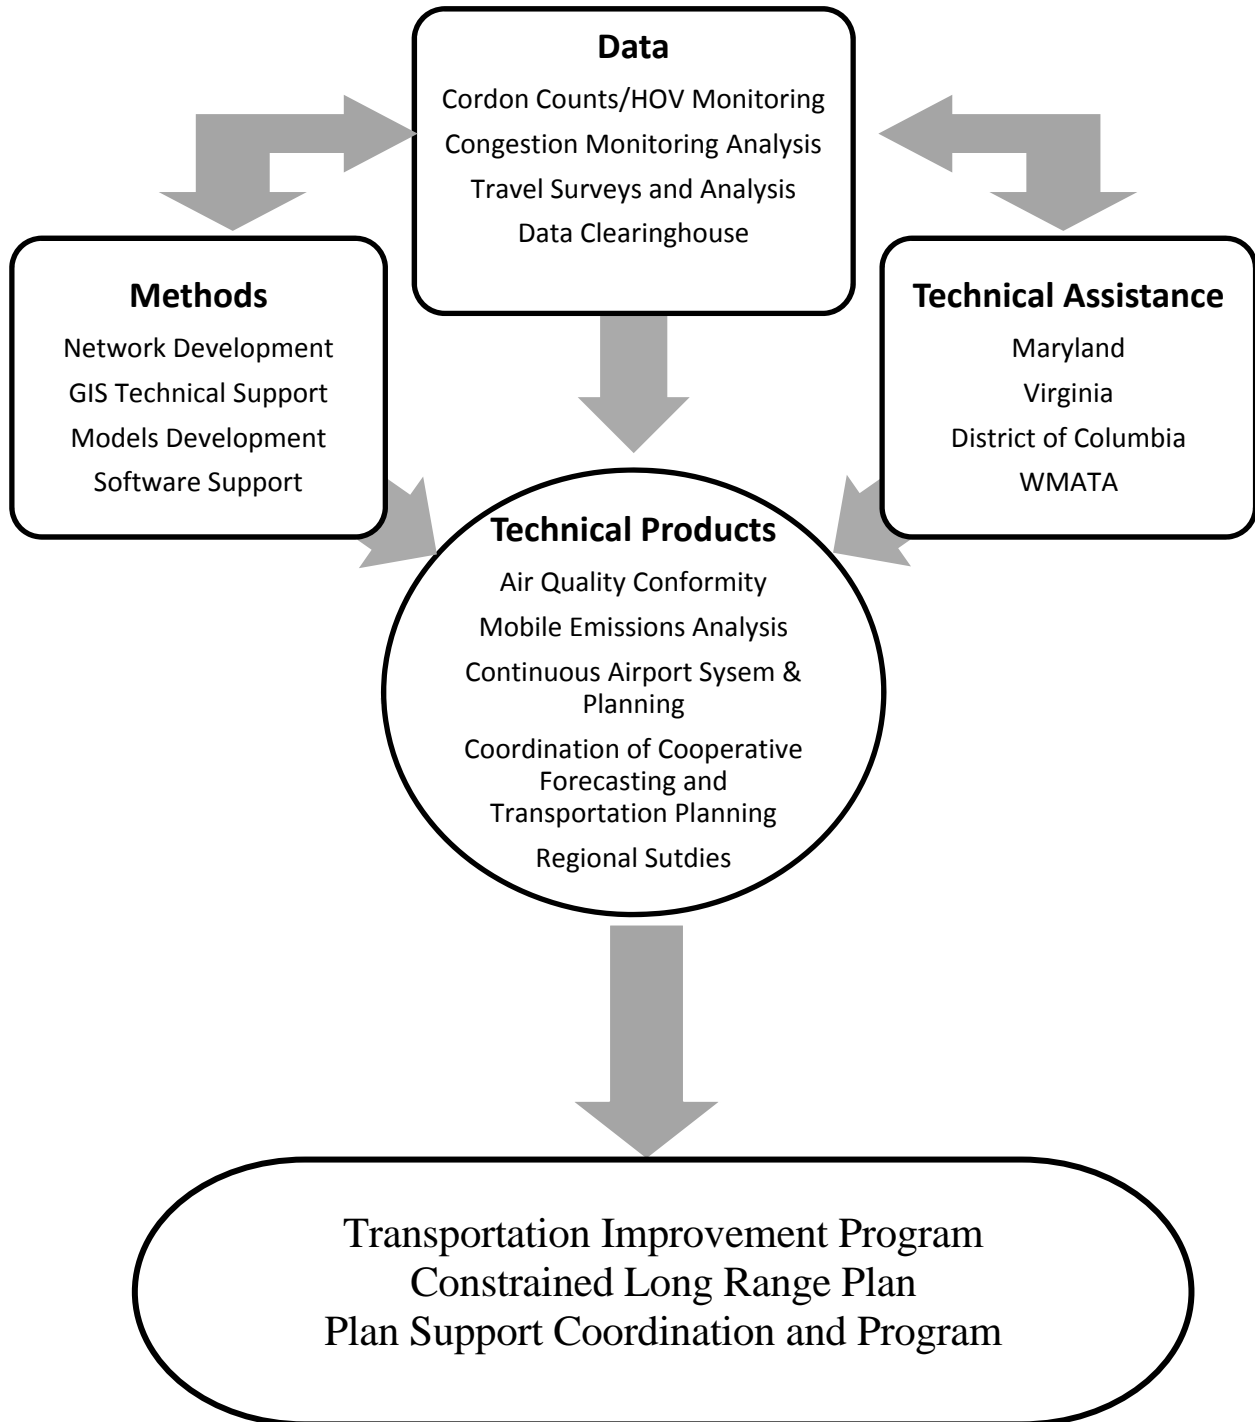 Data
Cordon Counts/HOV Monitoring
Congestion Monitoring Analysis
Travel Surveys and Analysis
Data Clearinghouse
Methods
Network Development
GIS Technical Support
Models Development
Software Support
Technical Assistance
Maryland
Virginia
District of Columbia
WMATA
Technical Products
Air Quality Conformity
Mobile Emissions Analysis
Continuous Airport Sysem &
Planning
Coordination of Cooperative
Forecasting and
Transportation Planning
Regional Sutdies
Transportation Improvement Program
Constrained Long Range Plan
Plan Support Coordination and Program